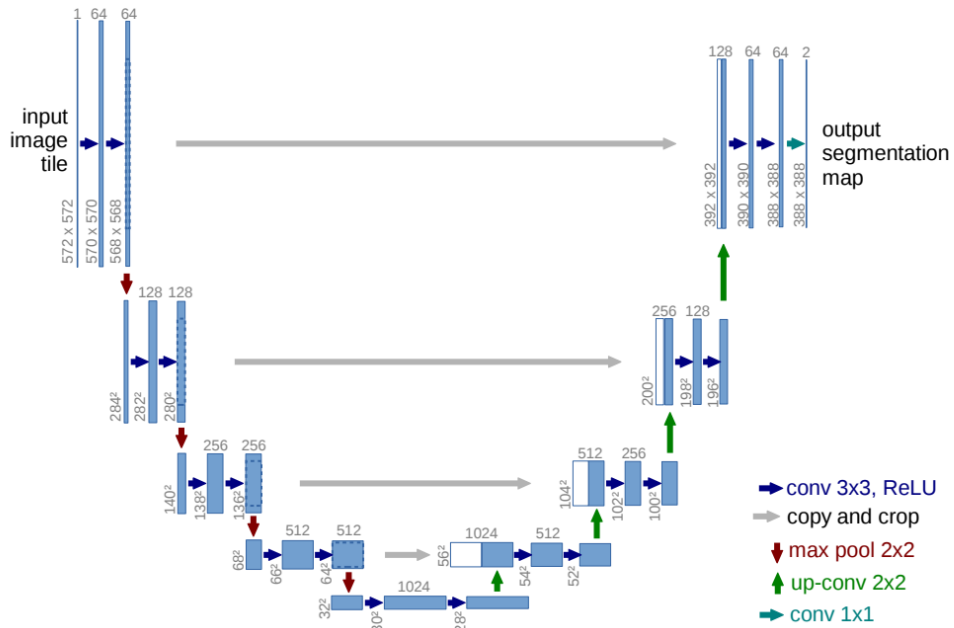 1 64 64
input
image
tile
572 x 572
570 x 570
568 x 568
128 64 64 2
output
segmentation
map
392 x 392
390 x 390
388 x 388
388 x 388
128 128
284²
282²
280²
256 128
200²
198²
196²
256 256
140²
138²
136²
512 256
104²
102²
100²
512 512
68²
66²
64²
1024 512
56²
54²
52²
1024
32²
30²
28²
conv 3x3, ReLU
copy and crop
max pool 2x2
up-conv 2x2
conv 1x1